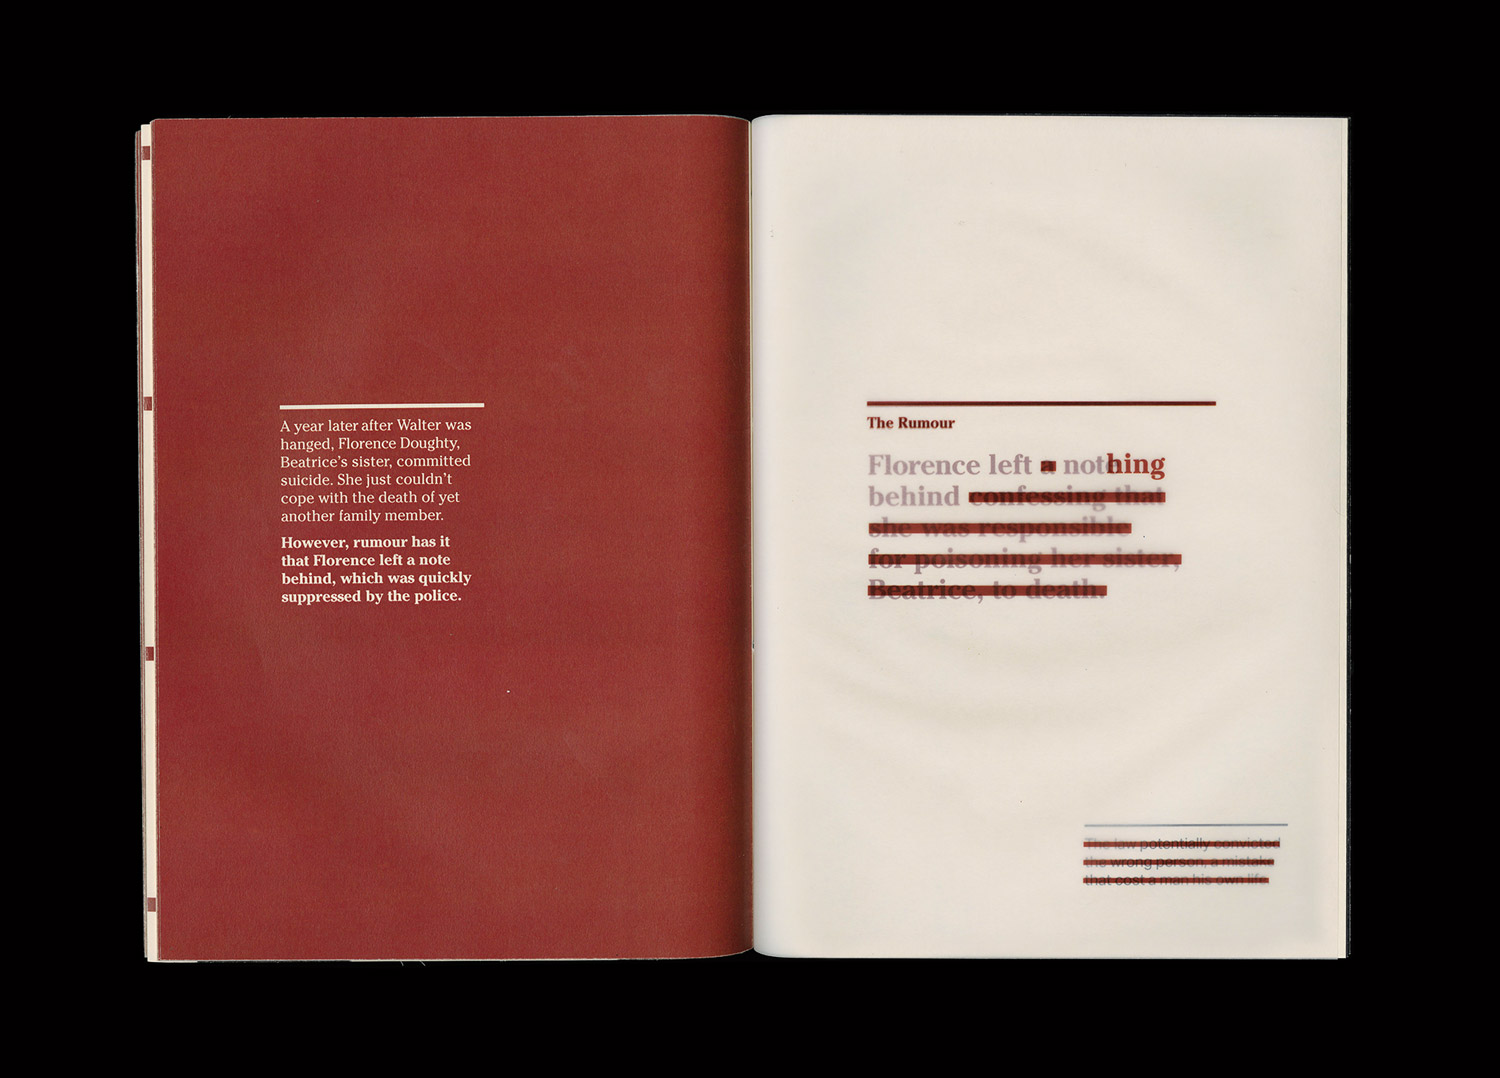 A year later after Walter was
hanged, Florence Doughty,
Beatrice's sister, committed
suicide. She just couldn't
cope with the death of yet
another family member.
However, rumour has it
that Florence left a note
behind, which was quickly
suppressed by the police.
The Rumour
Florence left a notehing
behind confessing that
she was responsible
for poisoning her sister,
Beatrice, to death.
The law potentially convicted
the wrong person, a mistake
that cost a man his own life.